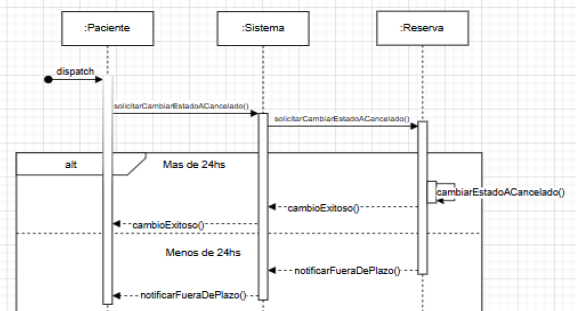 :Paciente
:Sistema
:Reserva
dispatch
solicitarCambiarEstadoACancelado()
solicitarCambiarEstadoACancelado()
alt
Mas de 24hs
cambiarEstadoACancelado()
cambioExitoso()
cambioExitoso()
Menos de 24hs
notificarFueraDePlazo()
notificarFueraDePlazo()